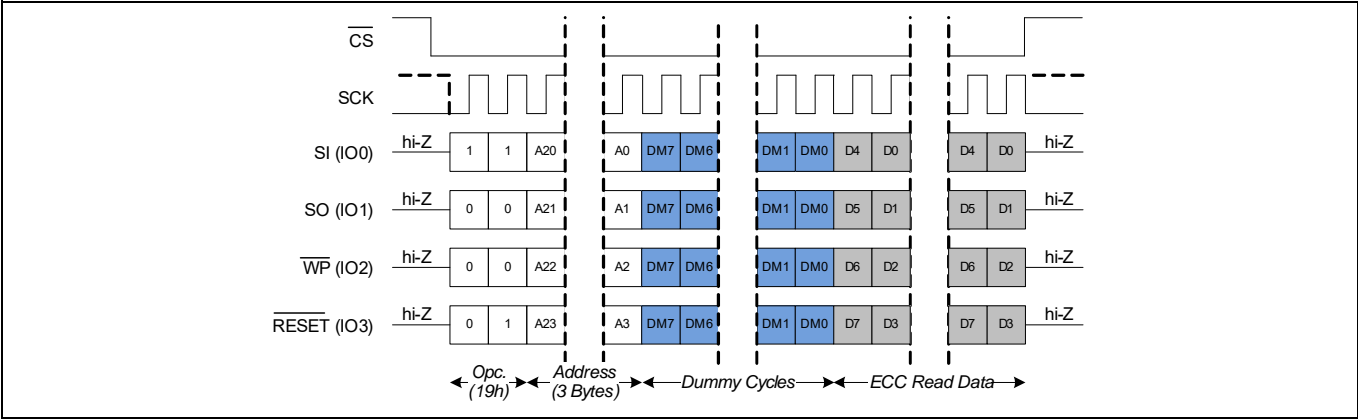 CS
SCK
SI (IO0) hi-Z 1 1 A20 A0 DM7 DM6 DM1 DM0 D4 D0 D4 D0 hi-Z
SO (IO1) hi-Z 0 0 A21 A1 DM7 DM6 DM1 DM0 D5 D1 D5 D1 hi-Z
WP (IO2) hi-Z 0 0 A22 A2 DM7 DM6 DM1 DM0 D6 D2 D6 D2 hi-Z
RESET (IO3) hi-Z 0 1 A23 A3 DM7 DM6 DM1 DM0 D7 D3 D7 D3 hi-Z
Opc. Address
(19h) (3 Bytes) Dummy Cycles ECC Read Data